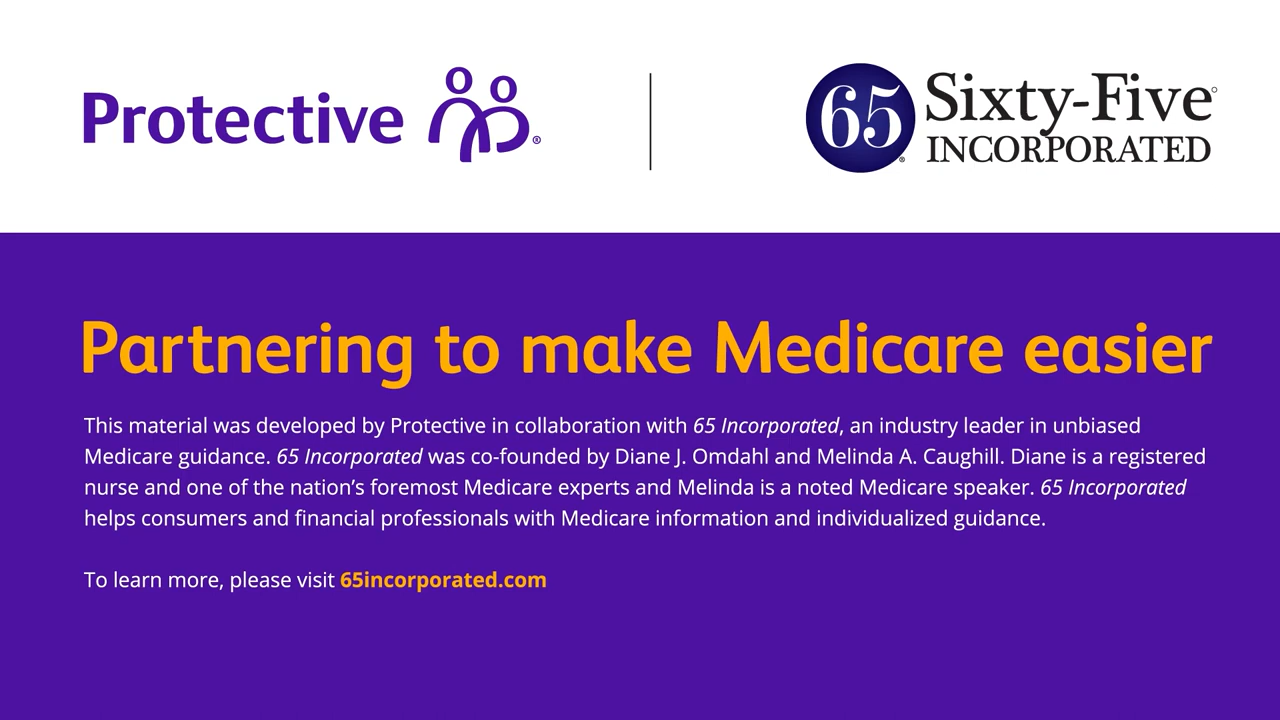 Protective ®
65 ® Sixty-Five
INCORPORATED
Partnering to make Medicare easier
This material was developed by Protective in collaboration with 65 Incorporated, an industry leader in unbiased
Medicare guidance. 65 Incorporated was co-founded by Diane J. Omdahl and Melinda A. Caughill. Diane is a registered
nurse and one of the nation’s foremost Medicare experts and Melinda is a noted Medicare speaker. 65 Incorporated
helps consumers and financial professionals with Medicare information and individualized guidance.
To learn more, please visit 65incorporated.com